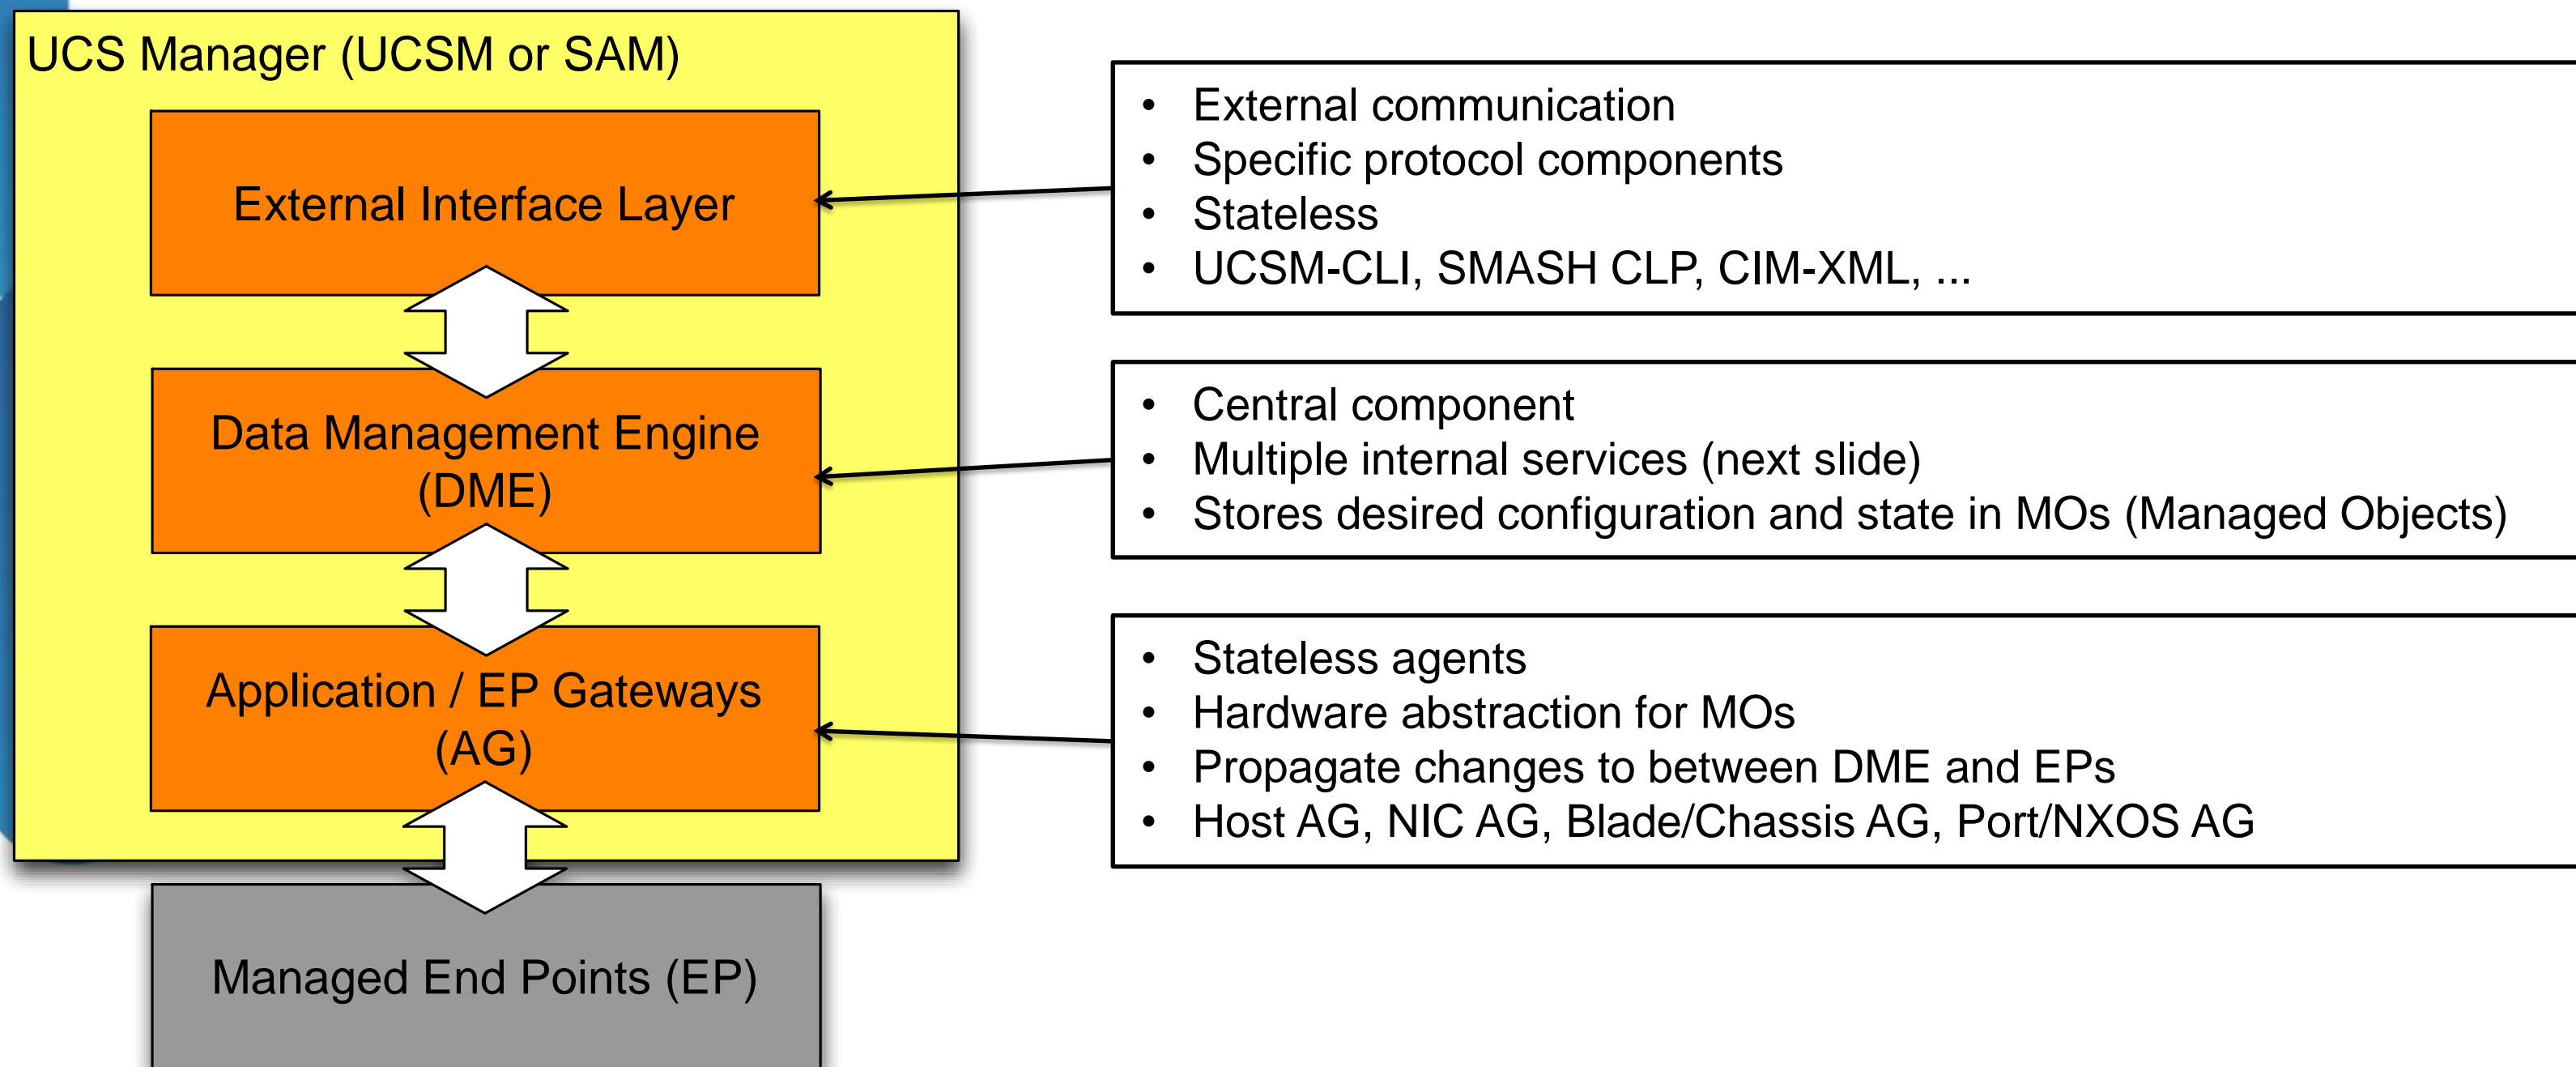 UCS Manager (UCSM or SAM)
External Interface Layer
Data Management Engine
(DME)
Application / EP Gateways
(AG)
Managed End Points (EP)
• External communication
• Specific protocol components
• Stateless
• UCSM-CLI, SMASH CLP, CIM-XML, ...
• Central component
• Multiple internal services (next slide)
• Stores desired configuration and state in MOs (Managed Objects)
• Stateless agents
• Hardware abstraction for MOs
• Propagate changes to between DME and EPs
• Host AG, NIC AG, Blade/Chassis AG, Port/NXOS AG